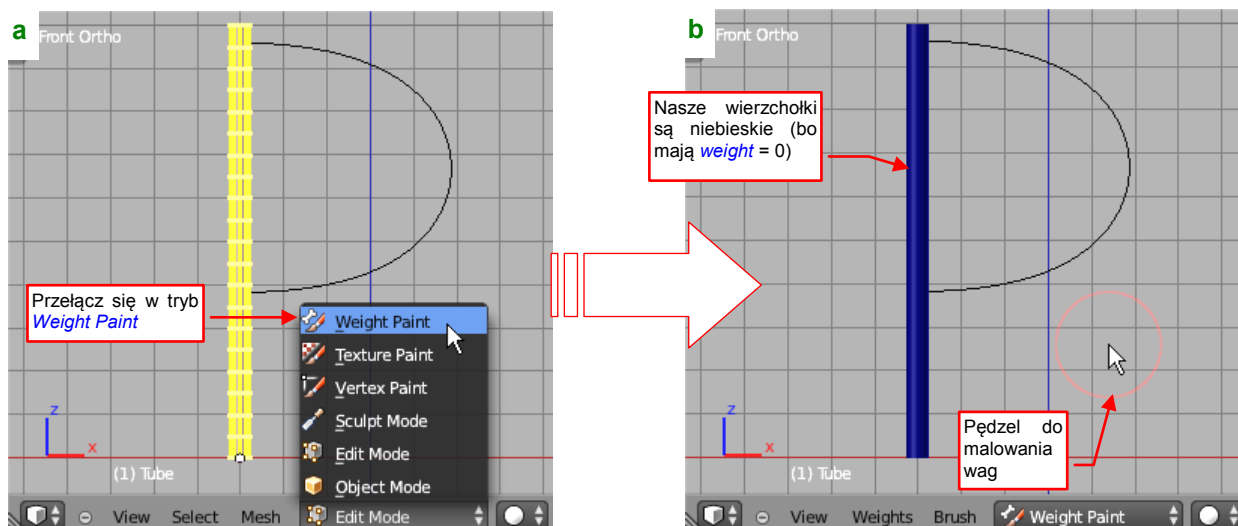 a
Front Ortho
Przełącz się w tryb
Weight Paint
Weight Paint
Texture Paint
Vertex Paint
Sculpt Mode
Edit Mode
Object Mode
z
x
(1) Tube
View Select Mesh Edit Mode
b
Front Ortho
Nasze wierzchołki
są niebieskie (bo
mają weight = 0)
Pędzel do
malowania
wag
z
x
(1) Tube
View Weights Brush Weight Paint